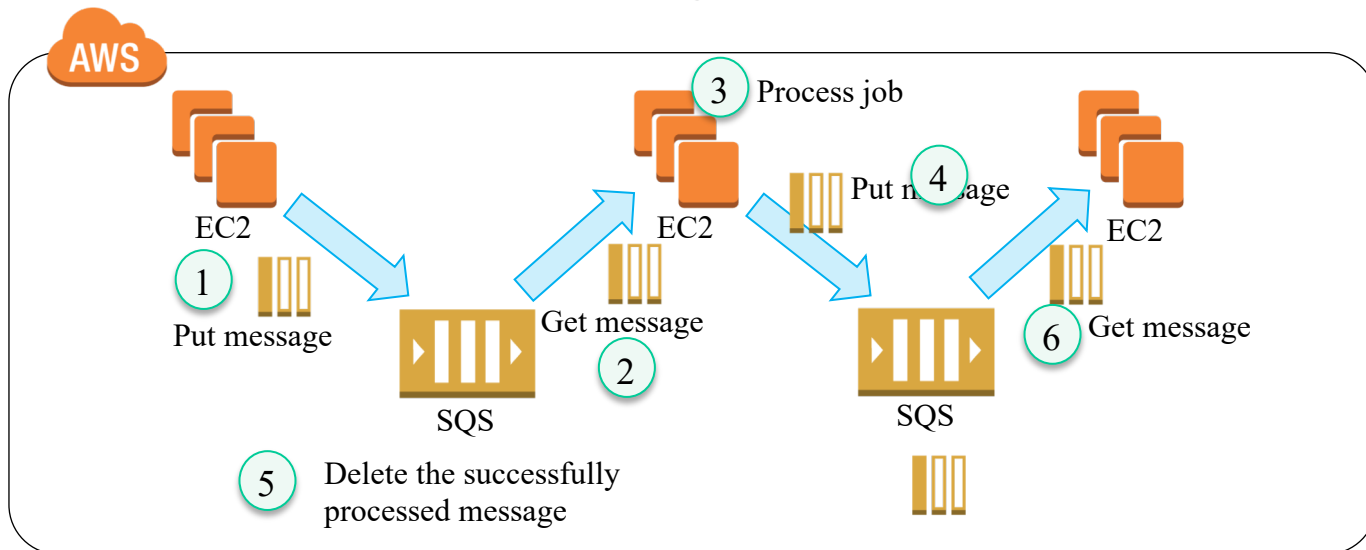 AWS
3
Process job
4
Put message
EC2
EC2
EC2
1
Put message
Get message
2
6
Get message
SQS
SQS
5
Delete the successfully
processed message